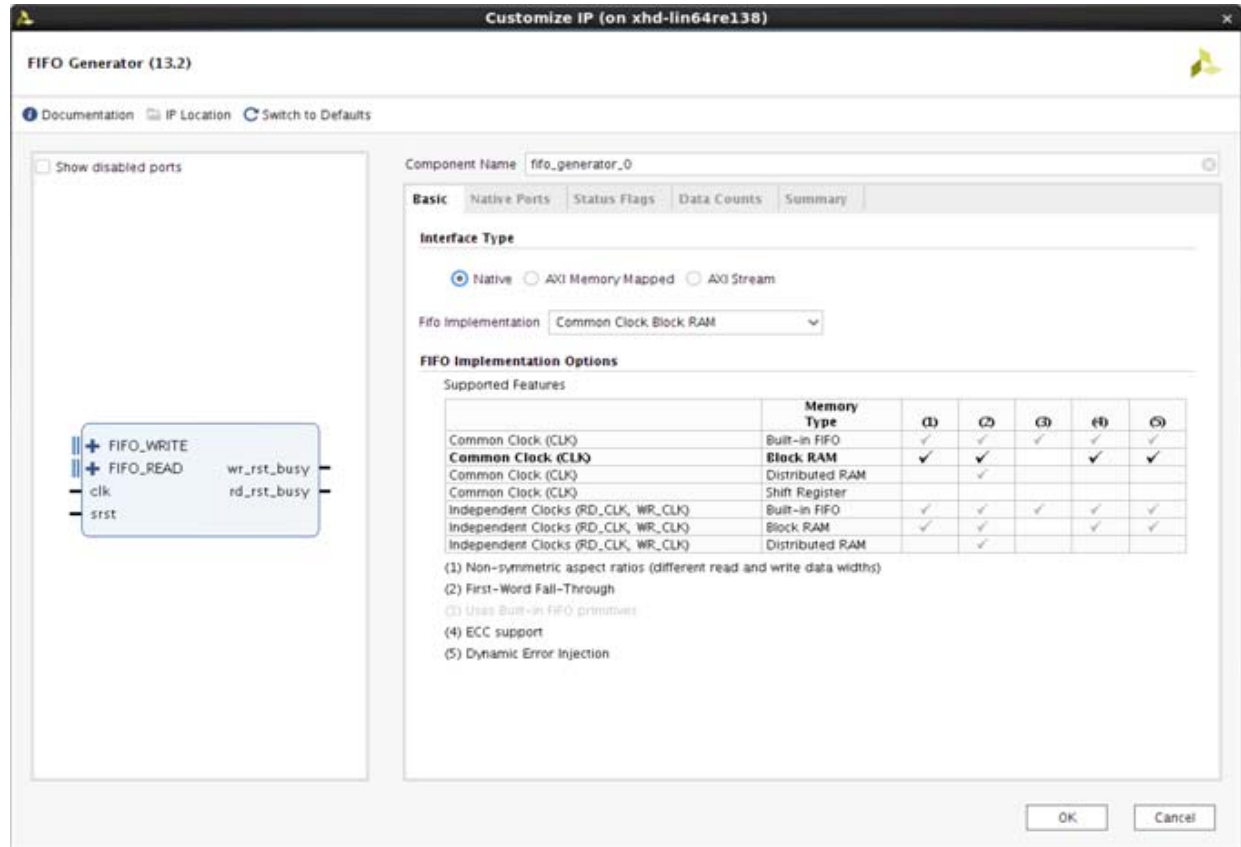 Customize IP (on xhd-lin64re138)
FIFO Generator (13.2)
Documentation IP Location Switch to Defaults
Show disabled ports
FIFO_WRITE
FIFO_READ wr_rst_busy
clk rd_rst_busy
srst
Component Name fifo_generator_0
Basic Native Ports Status Flags Data Counts Summary
Interface Type
Native AXI Memory Mapped AXI Stream
Fifo Implementation Common Clock Block RAM
FIFO Implementation Options
Supported Features
Memory
Type (1) (2) (3) (4) (5)
Common Clock (CLK) Built-in FIFO ✓ ✓ ✓ ✓ ✓
Common Clock (CLK) Block RAM ✓ ✓ ✓ ✓
Common Clock (CLK) Distributed RAM ✓
Common Clock (CLK) Shift Register
Independent Clocks (RD_CLK, WR_CLK) Built-in FIFO ✓ ✓ ✓ ✓ ✓
Independent Clocks (RD_CLK, WR_CLK) Block RAM ✓ ✓ ✓ ✓
Independent Clocks (RD_CLK, WR_CLK) Distributed RAM ✓
(1) Non-symmetric aspect ratios (different read and write data widths)
(2) First-Word Fall-Through
(3) Uses Built-in FIFO primitives
(4) ECC support
(5) Dynamic Error Injection
OK Cancel